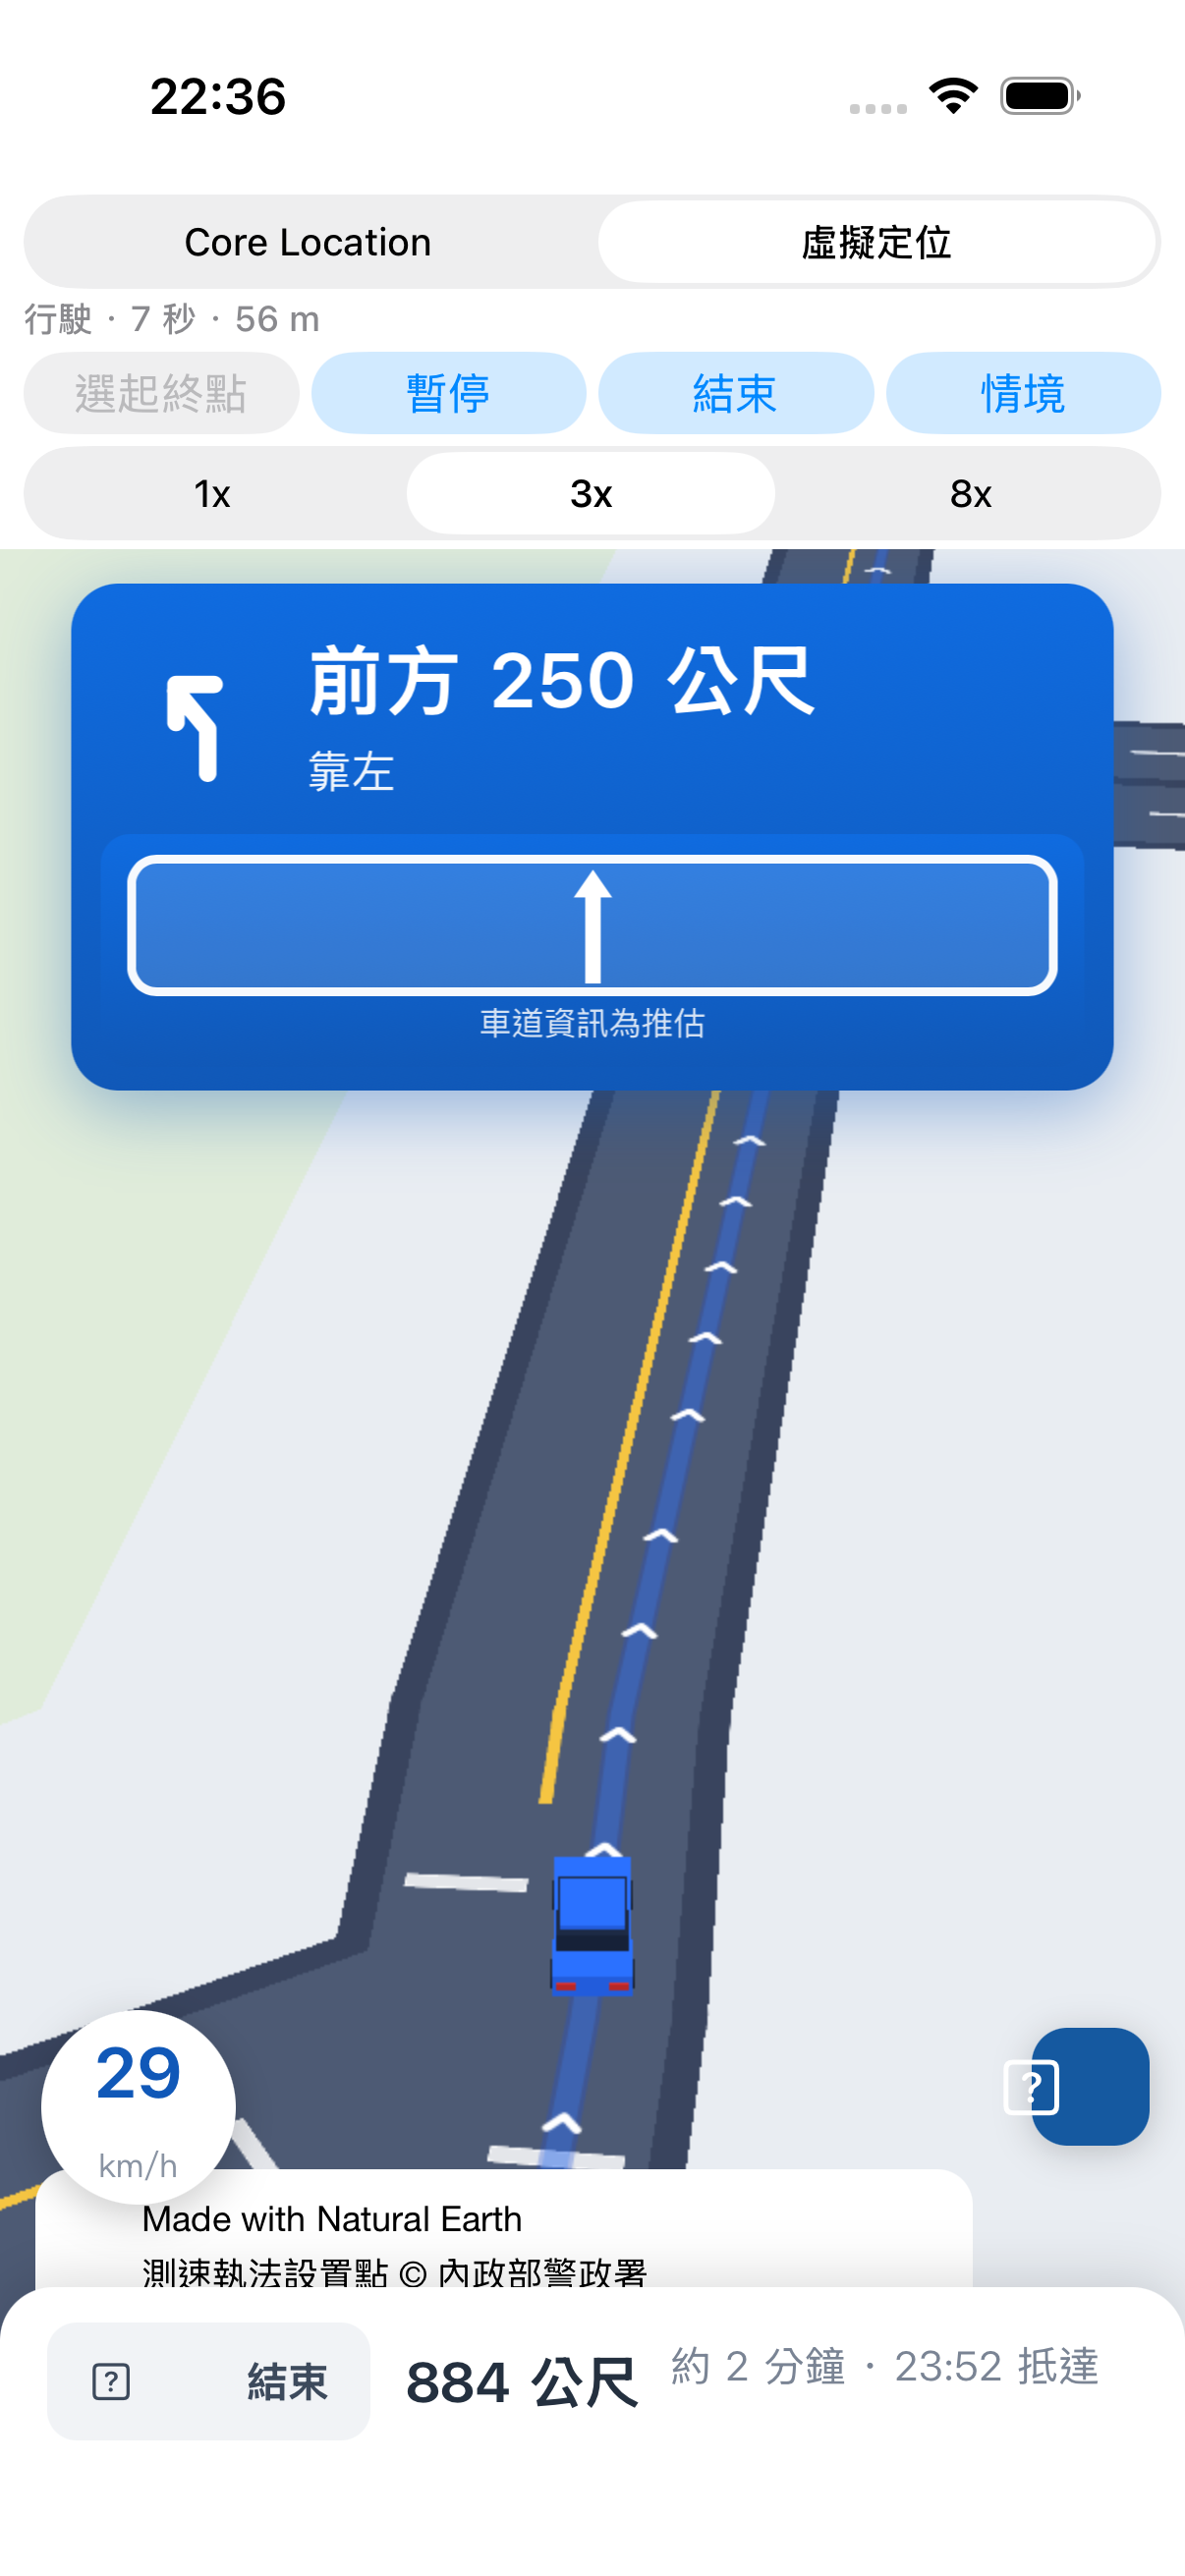 22:36
Core Location
虛擬定位
行駛 · 7 秒 · 56 m
選起終點
暫停
結束
情境
1x
3x
8x
前方 250 公尺
靠左
車道資訊為推估
29
km/h
?
Made with Natural Earth
測速執法設置點 © 內政部警政署
?
結束
884 公尺
約 2 分鐘 · 23:52 抵達